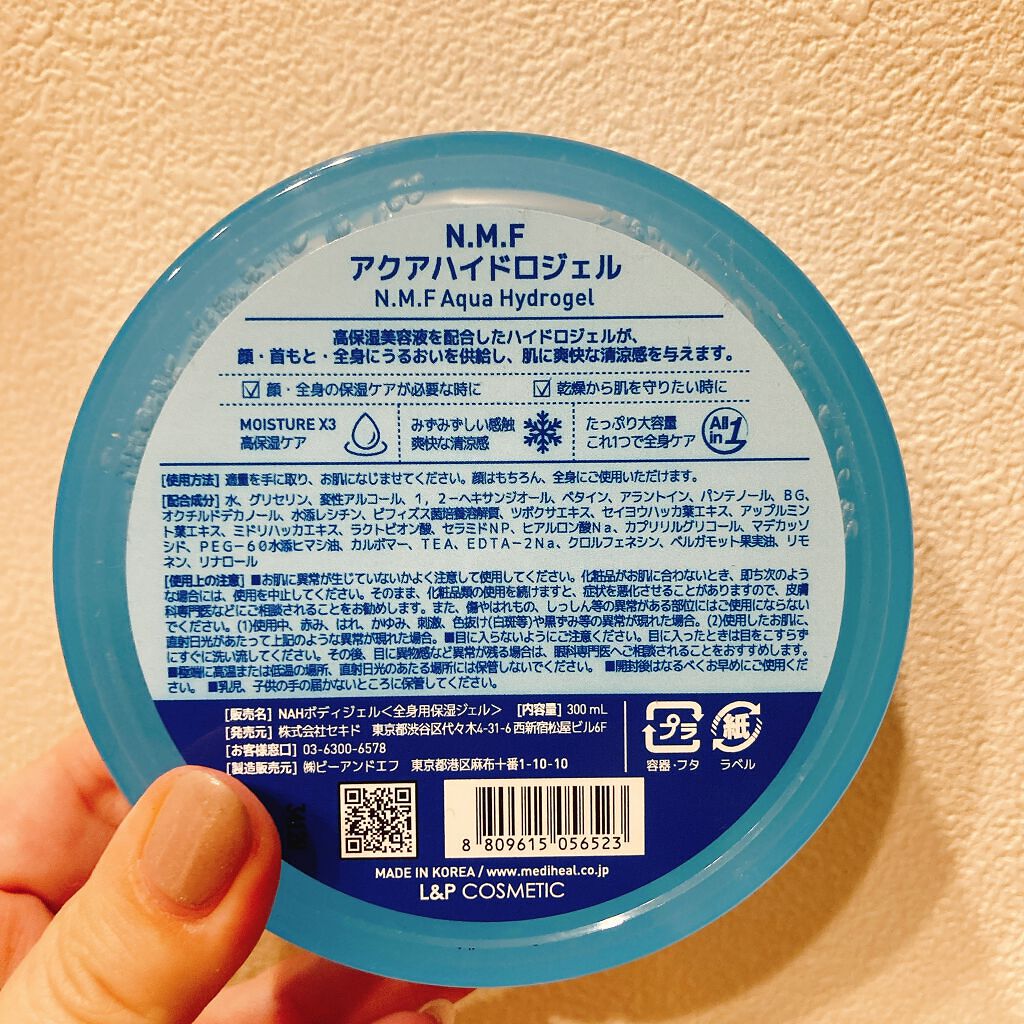 N.M.F
アクアハイドロジェル
N.M.F Aqua Hydrogel
高保湿美容液を配合したハイドロジェルが、
顔・首もと・全身にうるおいを供給し、肌に爽快な清涼感を与えます。
顔・全身の保湿ケアが必要な時に 乾燥から肌を守りたい時に
MOISTURE X3
高保湿ケア
みずみずしい感触
爽快な清涼感
たっぷり大容量
これ1つで全身ケア
All in 1
[使用方法] 適量を手に取り、お肌になじませてください。顔はもちろん、全身にご使用いただけます。
[配合成分] 水、グリセリン、変性アルコール、1，2－ヘキサンジオール、ベタイン、アラントイン、パンテノール、BG、
オクチルドデカノール、水添レシチン、ビフィズス菌培養溶解質、ツボクサエキス、セイヨウハッカ葉エキス、アップルミン
ト葉エキス、ミドリハッカエキス、ラクトビオン酸、セラミドNP、ヒアルロン酸Na、カプリリルグリコール、マデカッソ
シド、PEG－60水添ヒマシ油、カルボマー、TEA、EDTA－2Na、クロルフェネシン、ベルガモット果実油、リモ
ネン、リナロール
[使用上の注意] ■お肌に異常が生じていないかよく注意して使用してください。化粧品がお肌に合わないとき、即ち次のよう
な場合には、使用を中止してください。そのまま、化粧品類の使用を続けますと、症状を悪化させることがありますので、皮膚
科専門医などにご相談されることをお勧めします。また、傷やはれもの、しっしん等の異常がある部位にはご使用にならない
でください。(1)使用中、赤み、はれ、かゆみ、刺激、色抜け(白斑等)や黒ずみ等の異常が現れた場合。(2)使用したお肌に、
直射日光があたって上記のような異常が現れた場合。■目に入らないようにご注意ください。目に入ったときは目をこすらず
にすぐに洗い流してください。その後、目に異物感など異常が残る場合は、眼科専門医へご相談されることをおすすめします。
■極端に高温または低温の場所、直射日光のあたる場所には保管しないでください。■開封後はなるべくお早めにご使用くだ
さい。■乳児、子供の手の届かないところに保管してください。
[販売名] NAHボディジェル＜全身用保湿ジェル＞ [内容量] 300 mL
[発売元] 株式会社セキド 東京都渋谷区代々木4-31-6 西新宿松屋ビル6F
[お客様窓口] 03-6300-6578
[製造販売元] ㈱ピーアンドエフ 東京都港区麻布十番1-10-10
プラ
容器・フタ
紙
ラベル
8 809615 056523
MADE IN KOREA / www.mediheal.co.jp
L&P COSMETIC